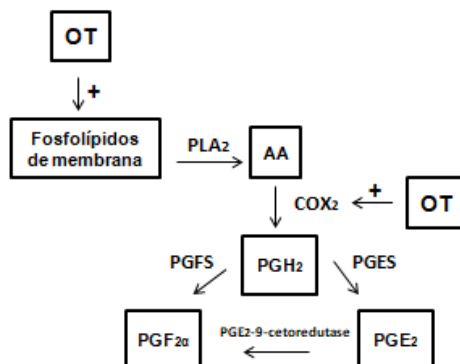 OT
+
Fosfolípidos
de membrana
PLA₂
AA
COX₂
+
OT
PGFS
PGH₂
PGES
PGF₂α
PGE₂-9-cetoredutase
PGE₂